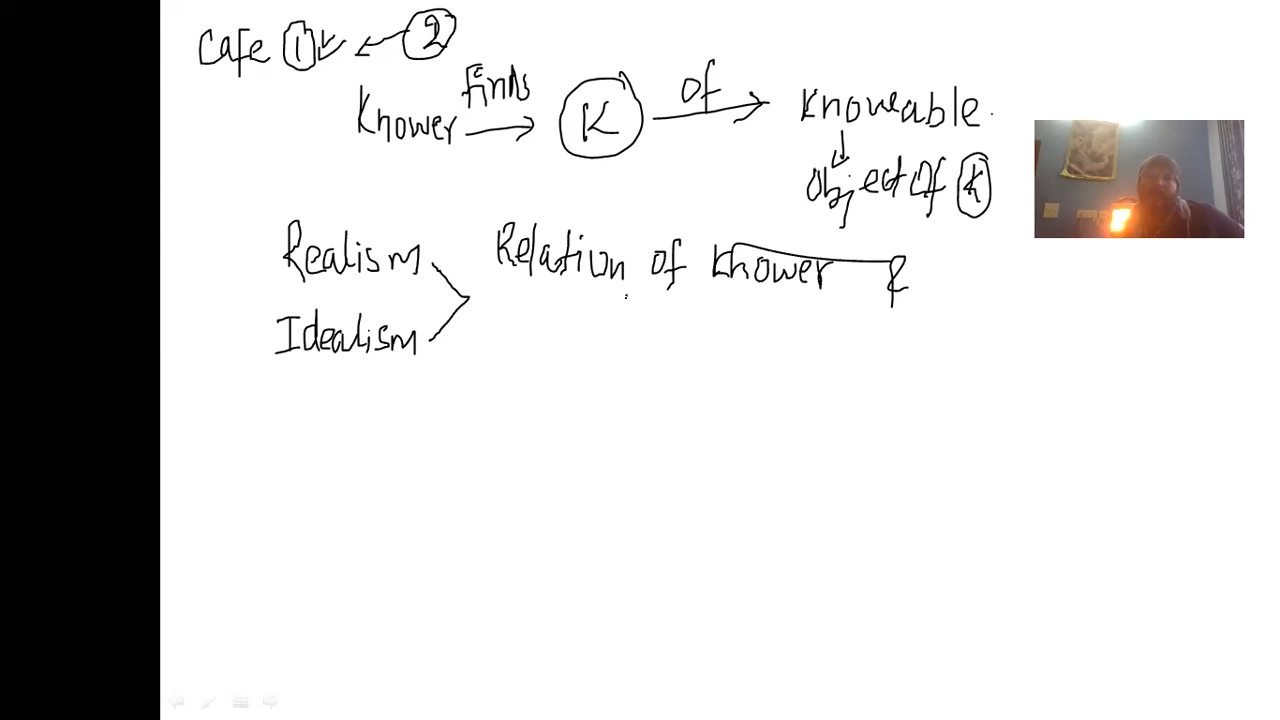 Cafe 1 ← 2
Knower finds → K of → Knoweable.
↓
Object Of K
Realism
Idealism
Relation of Knower &